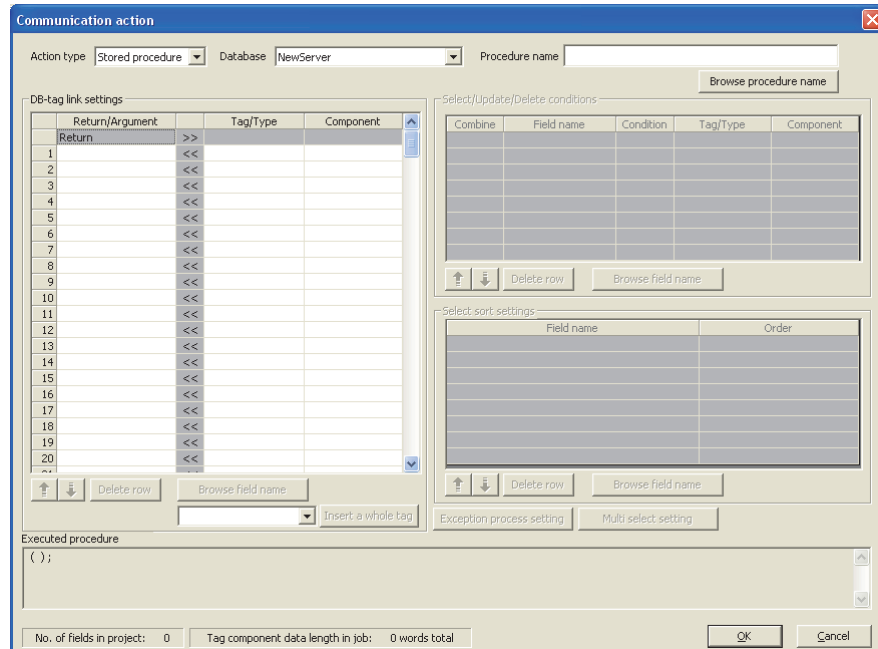 Communication action
Action type Stored procedure Database NewServer Procedure name
Browse procedure name
DB-tag link settings
Return/Argument Tag/Type Component
Return >>
1 <<
2 <<
3 <<
4 <<
5 <<
6 <<
7 <<
8 <<
9 <<
10 <<
11 <<
12 <<
13 <<
14 <<
15 <<
16 <<
17 <<
18 <<
19 <<
20 <<
Delete row Browse field name
Insert a whole tag
Select/Update/Delete conditions
Combine Field name Condition Tag/Type Component
Delete row Browse field name
Select sort settings
Field name Order
Delete row Browse field name
Exception process setting Multi select setting
Executed procedure
( );
No. of fields in project: 0 Tag component data length in job: 0 words total
OK Cancel